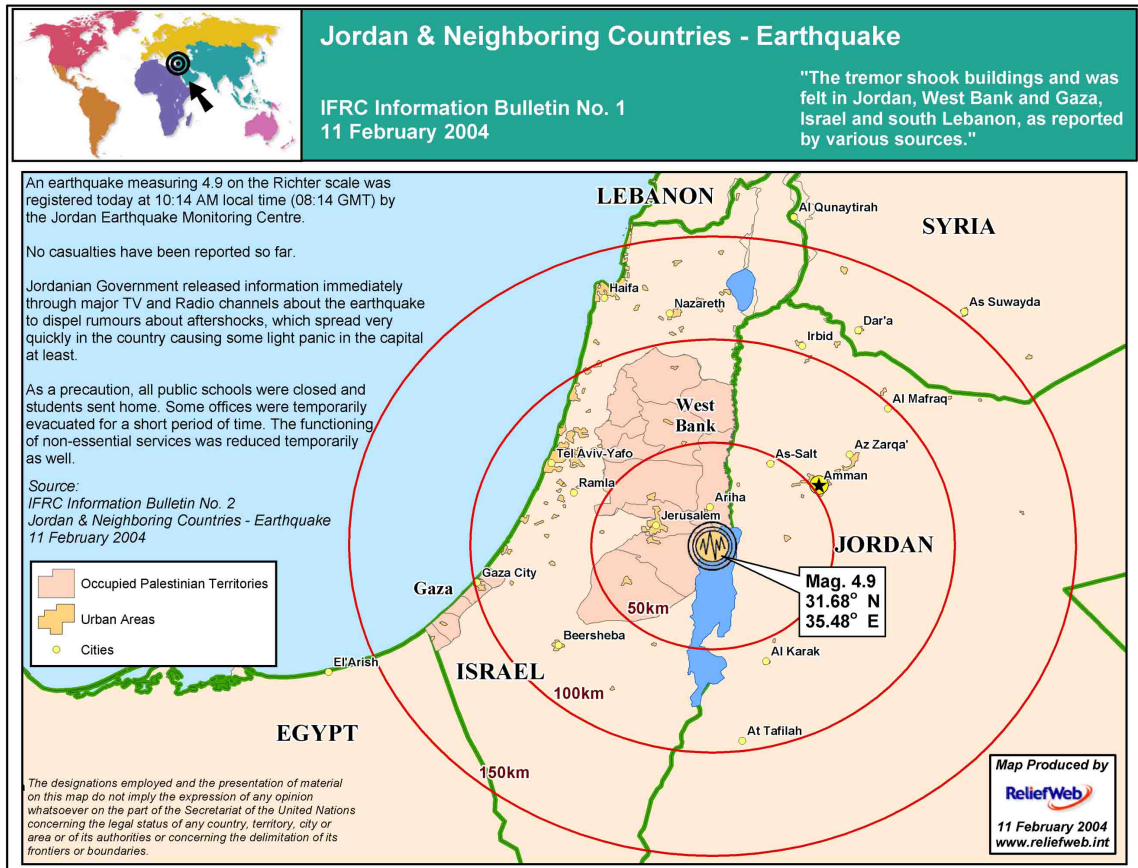 Jordan & Neighboring Countries - Earthquake
IFRC Information Bulletin No. 1
11 February 2004
"The tremor shook buildings and was
felt in Jordan, West Bank and Gaza,
Israel and south Lebanon, as reported
by various sources."
An earthquake measuring 4.9 on the Richter scale was
registered today at 10:14 AM local time (08:14 GMT) by
the Jordan Earthquake Monitoring Centre.
No casualties have been reported so far.
Jordanian Government released information immediately
through major TV and Radio channels about the earthquake
to dispel rumours about aftershocks, which spread very
quickly in the country causing some light panic in the capital
at least.
As a precaution, all public schools were closed and
students sent home. Some offices were temporarily
evacuated for a short period of time. The functioning
of non-essential services was reduced temporarily
as well.
Source:
IFRC Information Bulletin No. 2
Jordan & Neighboring Countries - Earthquake
11 February 2004
Occupied Palestinian Territories
Urban Areas
Cities
LEBANON
Al Qunaytirah
SYRIA
Haifa
Nazareth
As Suwayda
Dar'a
Irbid
West
Bank
Al Mafraq
Tel Aviv-Yafo
As-Salt
Az Zarqa'
Amman
Ramla
Ariha
Jerusalem
JORDAN
Gaza City
Gaza
Mag. 4.9
31.68° N
35.48° E
50km
Beersheba
Al Karak
El'Arish
ISRAEL
100km
EGYPT
At Tafilah
150km
The designations employed and the presentation of material
on this map do not imply the expression of any opinion
whatsoever on the part of the Secretariat of the United Nations
concerning the legal status of any country, territory, city or
area or of its authorities or concerning the delimitation of its
frontiers or boundaries.
Map Produced by
ReliefWeb
11 February 2004
www.reliefweb.int